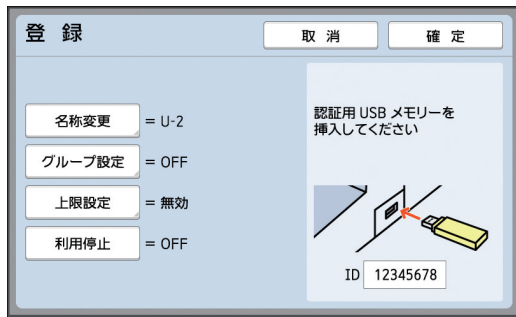 登 録
取 消
確 定
名称変更 = U-2
グループ設定 = OFF
上限設定 = 無効
利用停止 = OFF
認証用 USB メモリーを
挿入してください
ID 12345678